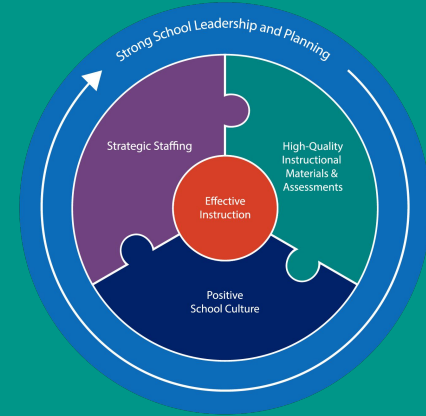 Strong School Leadership and Planning
Strategic Staffing
High-Quality
Instructional
Materials &
Assessments
Effective
Instruction
Positive
School Culture